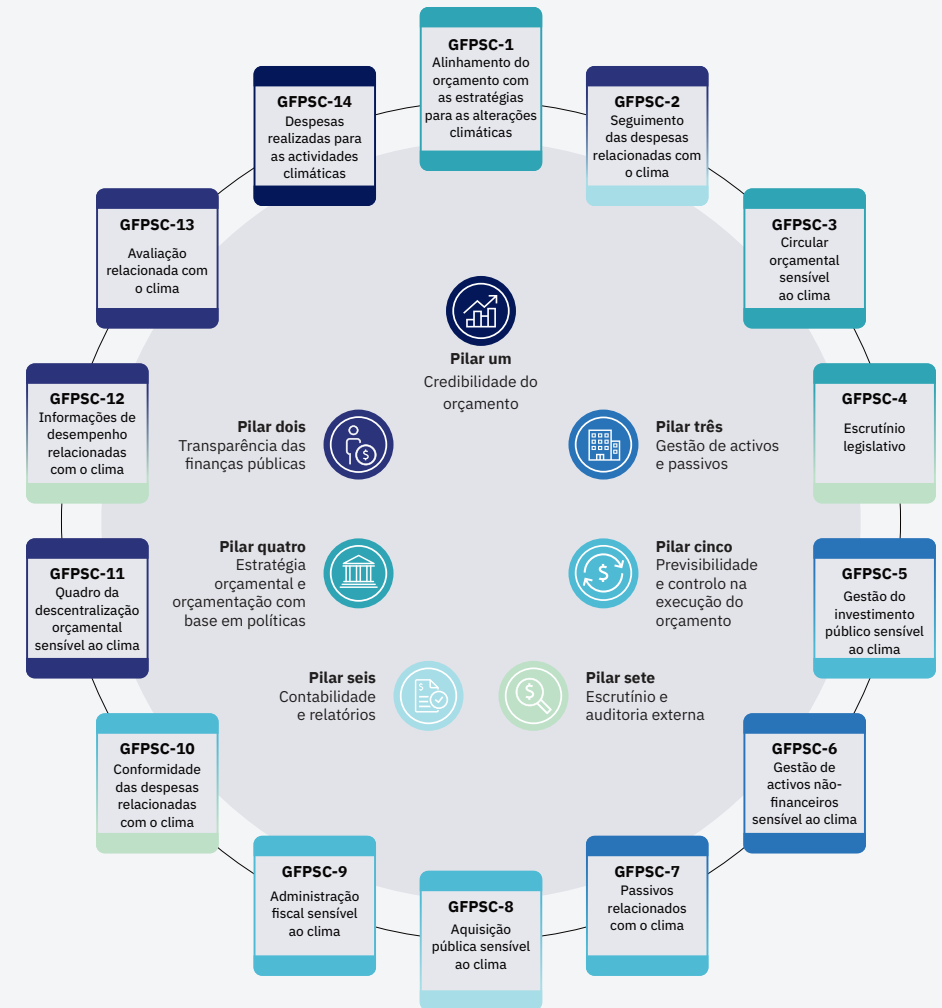 GFPSC-1
Alinhamento do
orçamento com
as estratégias
para as alterações
climáticas
GFPSC-2
Seguimento
das despesas
relacionadas com
o clima
GFPSC-3
Circular
orçamental
sensível
ao clima
GFPSC-4
Escrutínio
legislativo
GFPSC-5
Gestão do
investimento
público sensível
ao clima
GFPSC-6
Gestão de
activos não-
financeiros
sensível ao clima
GFPSC-7
Passivos
relacionados
com o clima
GFPSC-8
Aquisição
pública sensível
ao clima
GFPSC-9
Administração
fiscal sensível
ao clima
GFPSC-10
Conformidade
das despesas
relacionadas
com o clima
GFPSC-11
Quadro da
descentralização
orçamental
sensível ao clima
GFPSC-12
Informações de
desempenho
relacionadas
com o clima
GFPSC-13
Avaliação
relacionada com
o clima
GFPSC-14
Despesas
realizadas para
as actividades
climáticas
Pilar um
Credibilidade do
orçamento
Pilar dois
Transparência das
finanças públicas
$
Pilar três
Gestão de activos
e passivos
Pilar quatro
Estratégia
orçamental e
orçamentação com
base em políticas
$
Pilar cinco
Previsibilidade
e controlo na
execução do
orçamento
Pilar seis
Contabilidade
e relatórios
$
$
Pilar sete
Escrutínio e
auditoria externa